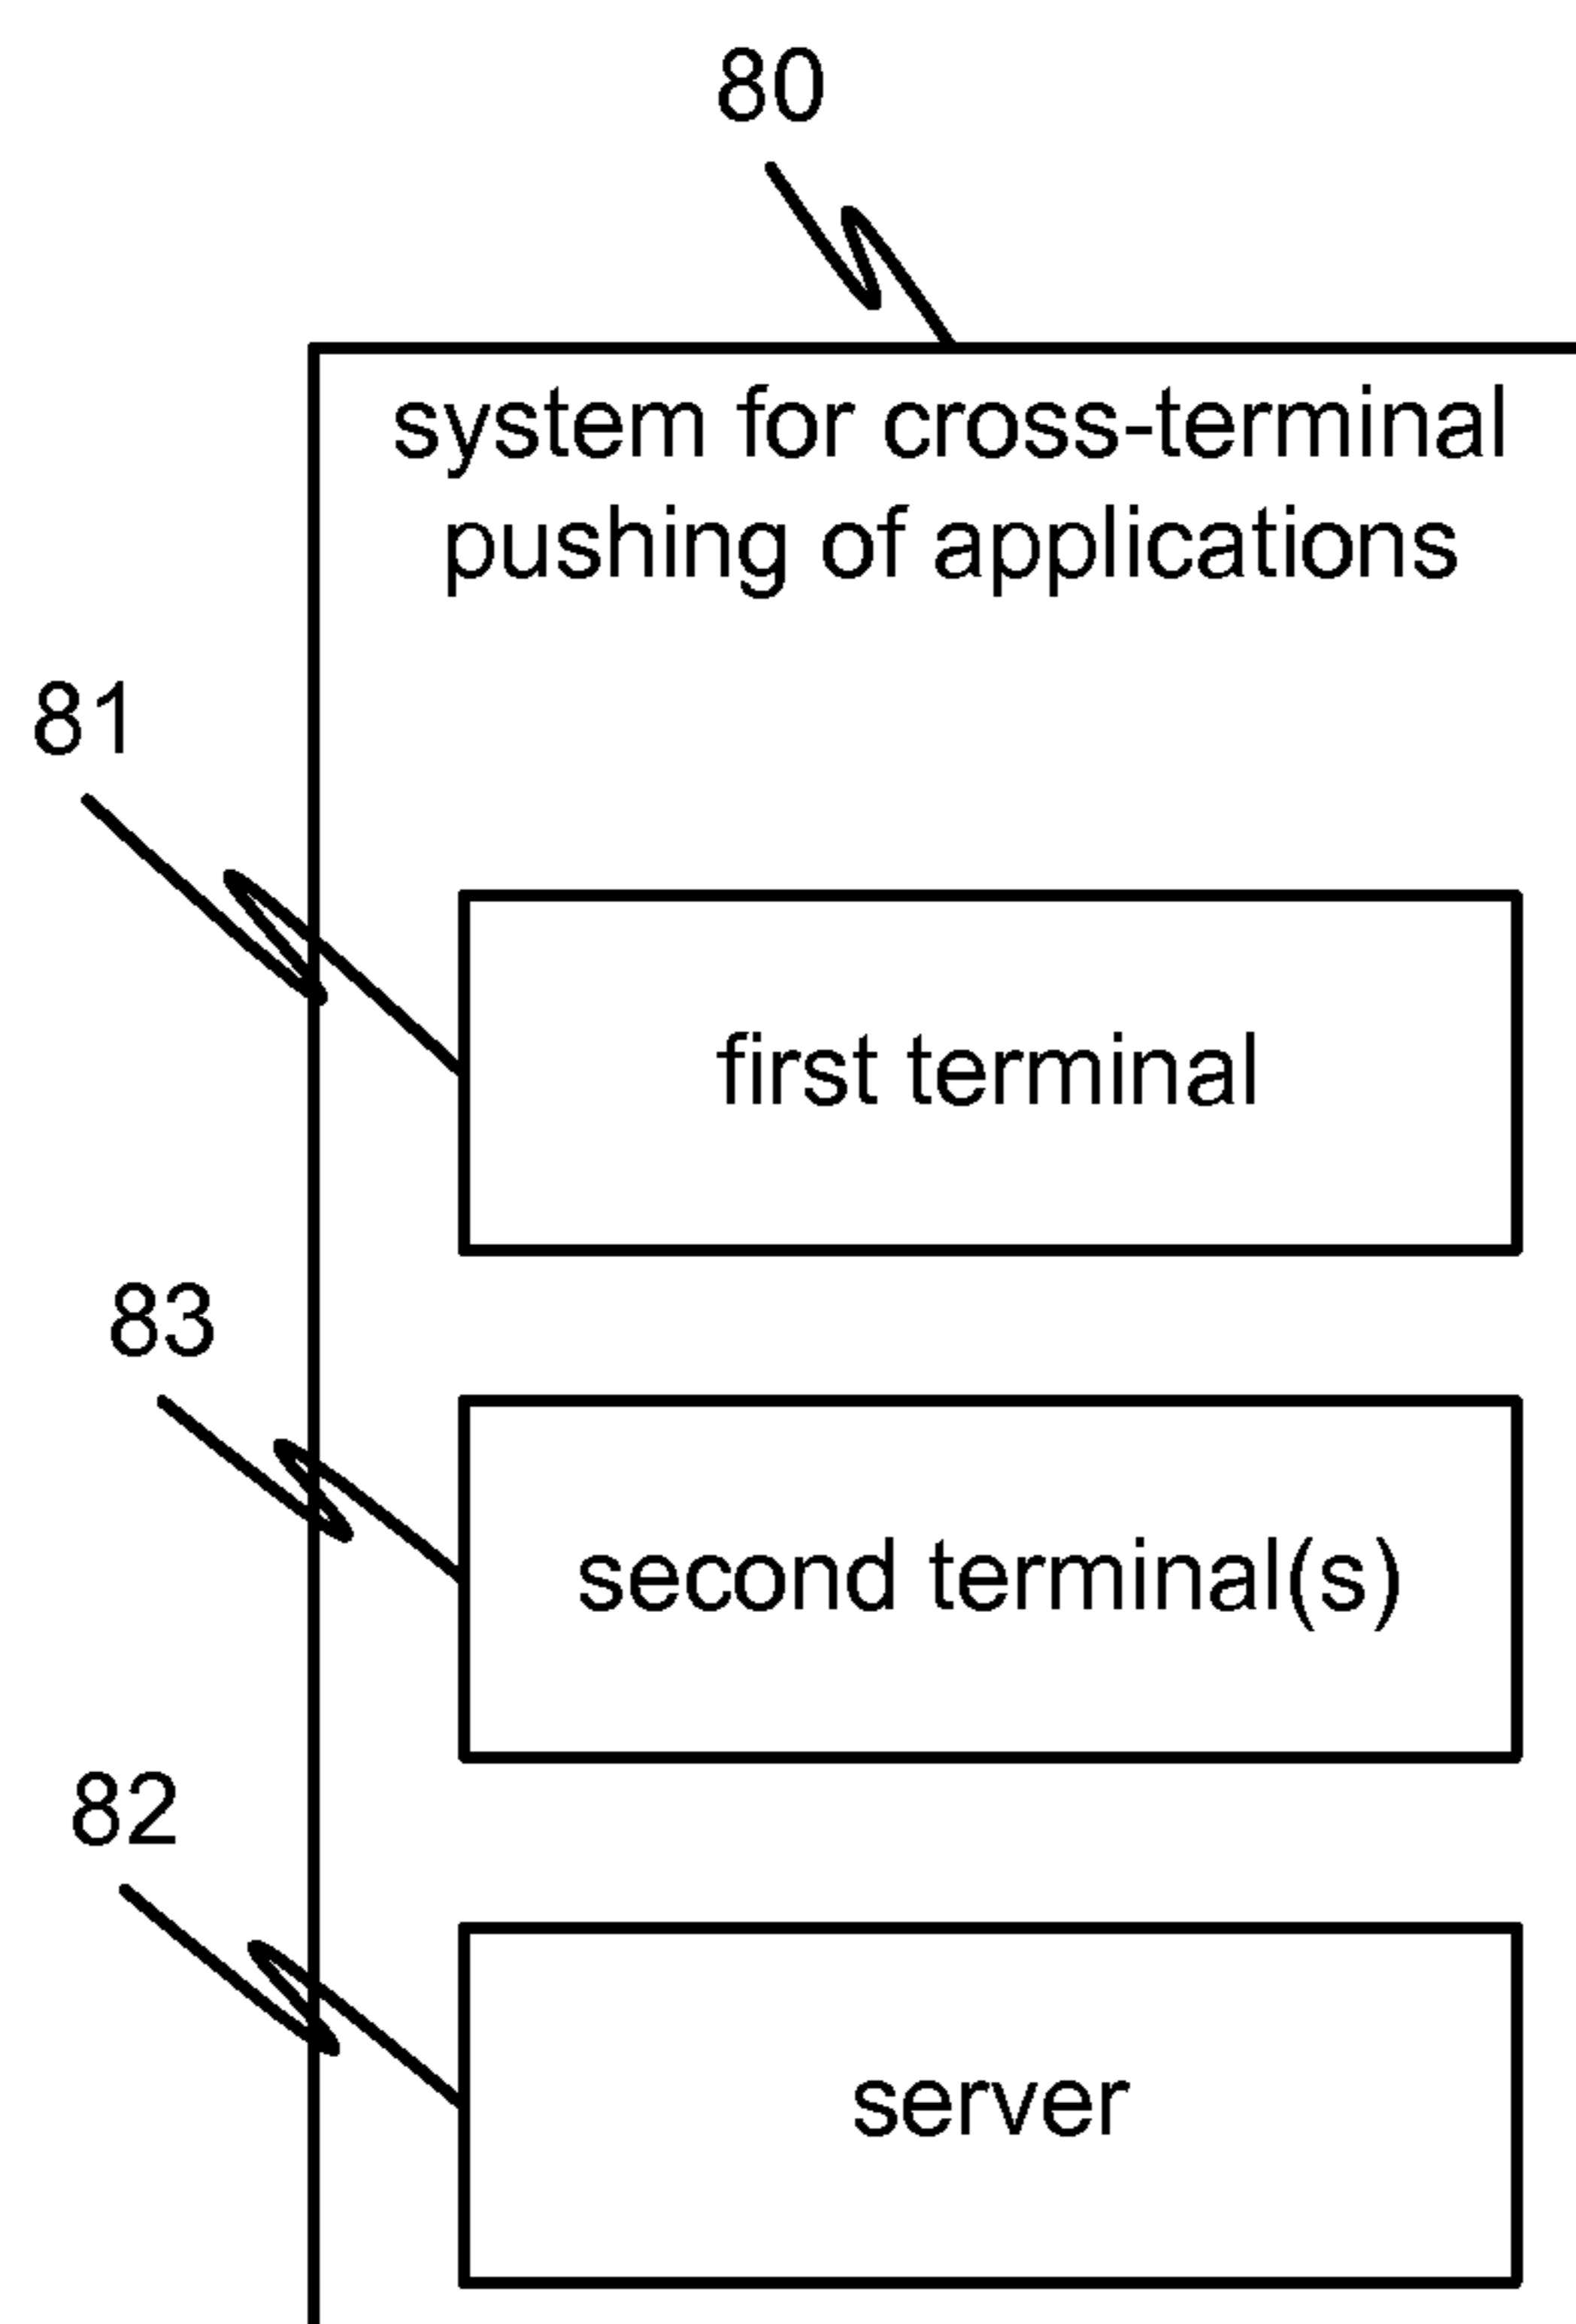 80
system for cross-terminal
pushing of applications
81
first terminal
83
second terminal(s)
82
server